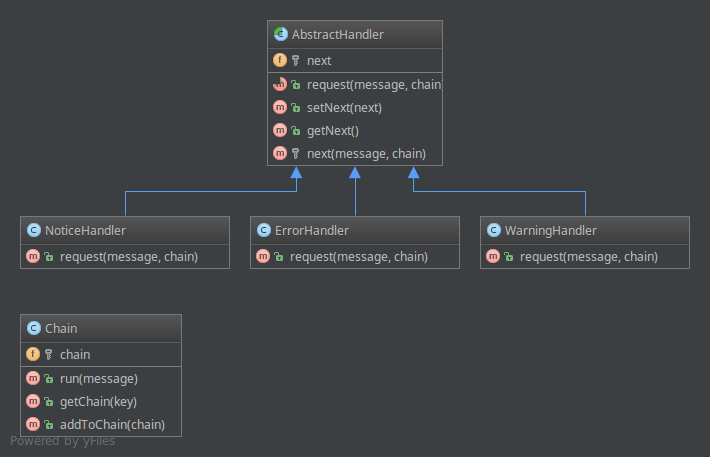 AbstractHandler
next
request(message, chain
setNext(next)
getNext()
next(message, chain)
NoticeHandler
request(message, chain)
ErrorHandler
request(message, chain)
WarningHandler
request(message, chain)
Chain
chain
run(message)
getChain(key)
addToChain(chain)
Powered by yFiles